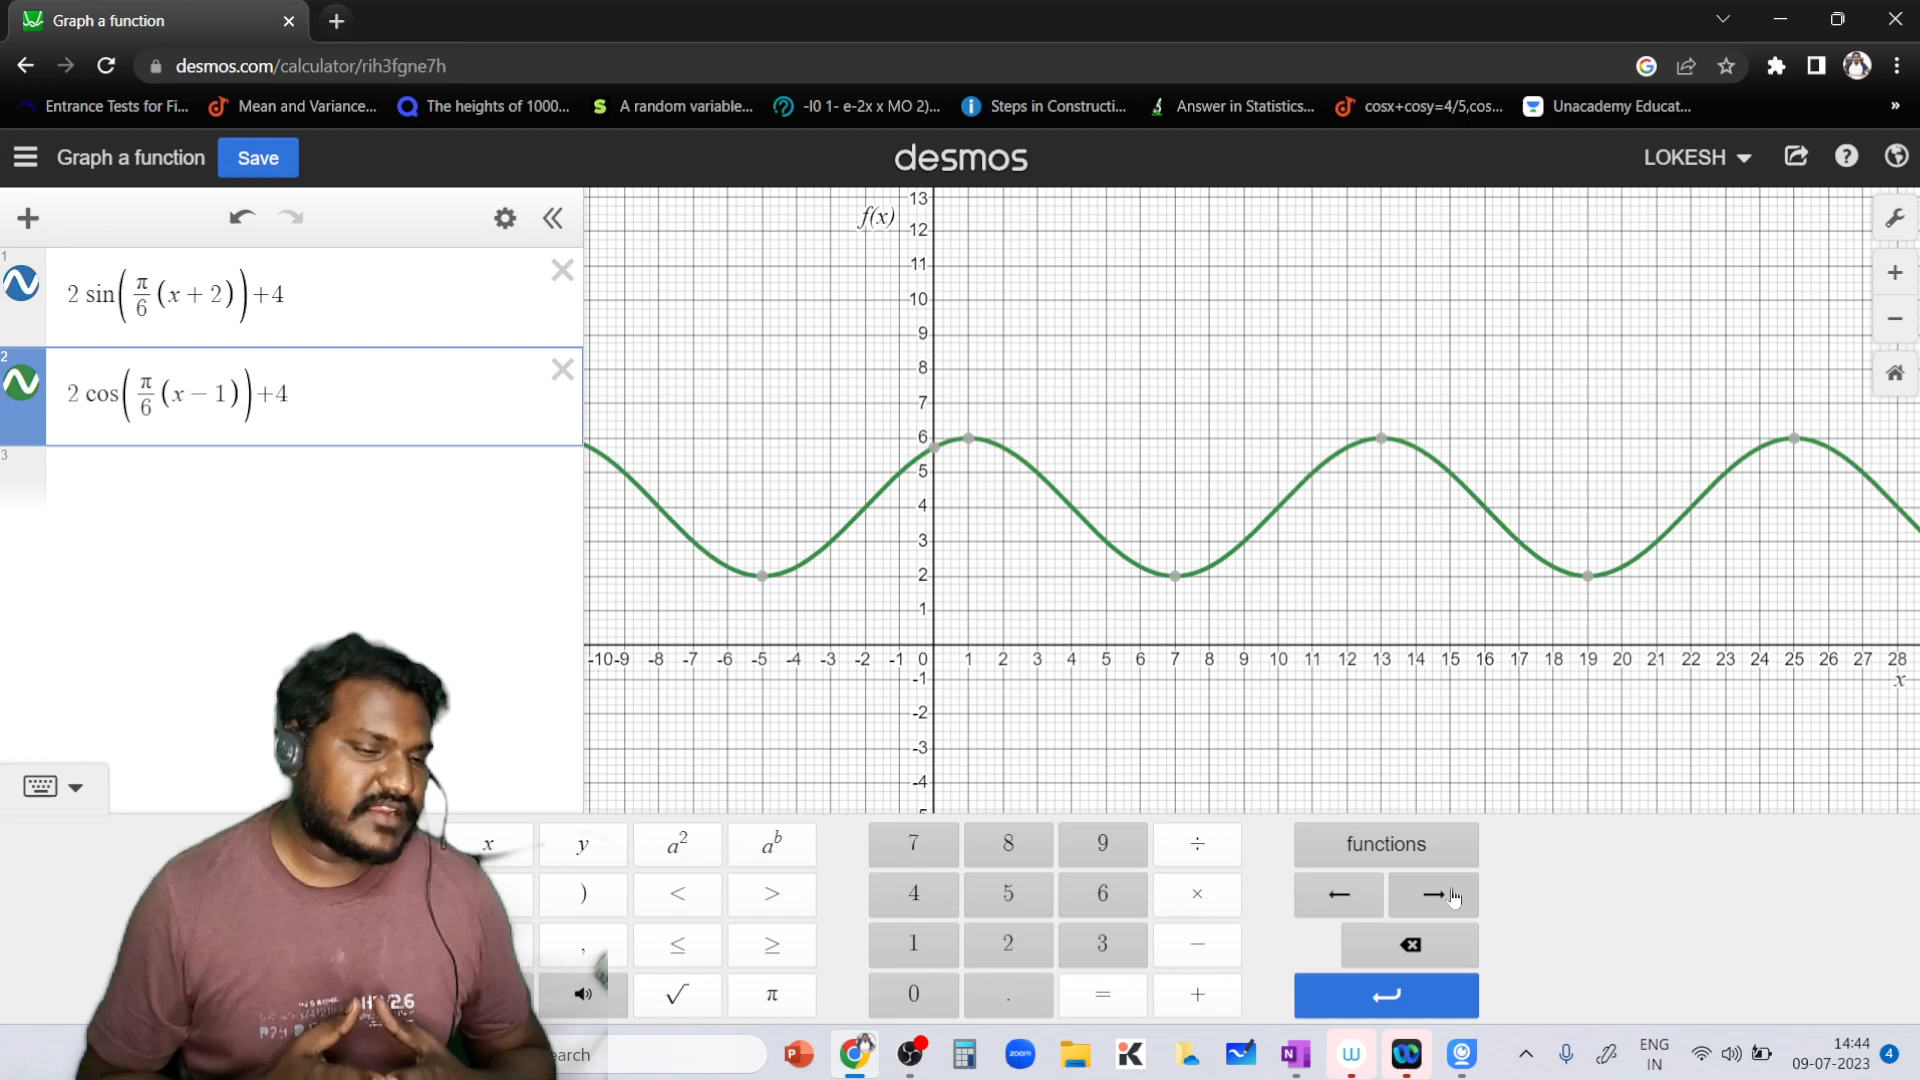 Graph a function
desmos.com/calculator/rih3fgne7h
Entrance Tests for Fi... Mean and Variance... The heights of 1000... A random variable... -I0 1- e-2x x MO 2)... Steps in Constructi... Answer in Statistics... cosx+cosy=4/5,cos... Unacademy Educat... »
Graph a function Save desmos LOKESH
1
2 sin(π/6 (x + 2))+4
2
2 cos(π/6 (x − 1))+4
3
f(x)
13
12
11
10
9
8
7
6
5
4
3
2
1
-10 -9 -8 -7 -6 -5 -4 -3 -2 -1 0 1 2 3 4 5 6 7 8 9 10 11 12 13 14 15 16 17 18 19 20 21 22 23 24 25 26 27 28
x
-1
-2
-3
-4
x y a² aᵇ 7 8 9 ÷ functions
) < > 4 5 6 × ← →
, ≤ ≥ 1 2 3 −
√ π 0 . = +
earch zoom ENG
IN
14:44
09-07-2023
4